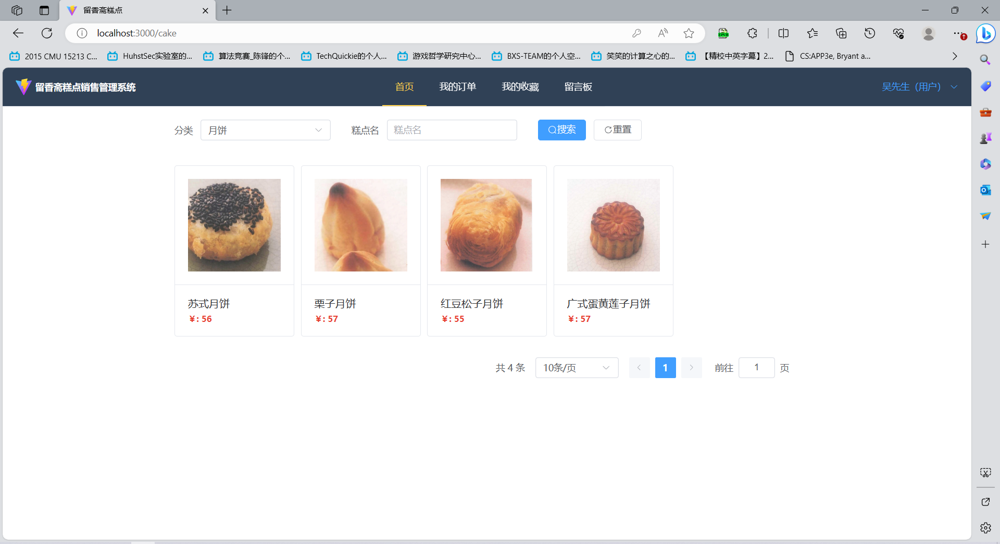 留香斋糕点
localhost:3000/cake
2015 CMU 15213 C...
HuhstSec实验室的...
算法竞赛_陈锋的个...
TechQuickie的个人...
游戏哲学研究中心...
BXS-TEAM的个人空...
笑笑的计算之心的...
【精校中英字幕】2...
CS:APP3e, Bryant a...
留香斋糕点销售管理系统
首页
我的订单
我的收藏
留言板
吴先生（用户）
分类
月饼
糕点名
糕点名
搜索
重置
苏式月饼
¥: 56
栗子月饼
¥: 57
红豆松子月饼
¥: 55
广式蛋黄莲子月饼
¥: 57
共 4 条
10条/页
1
前往
1
页